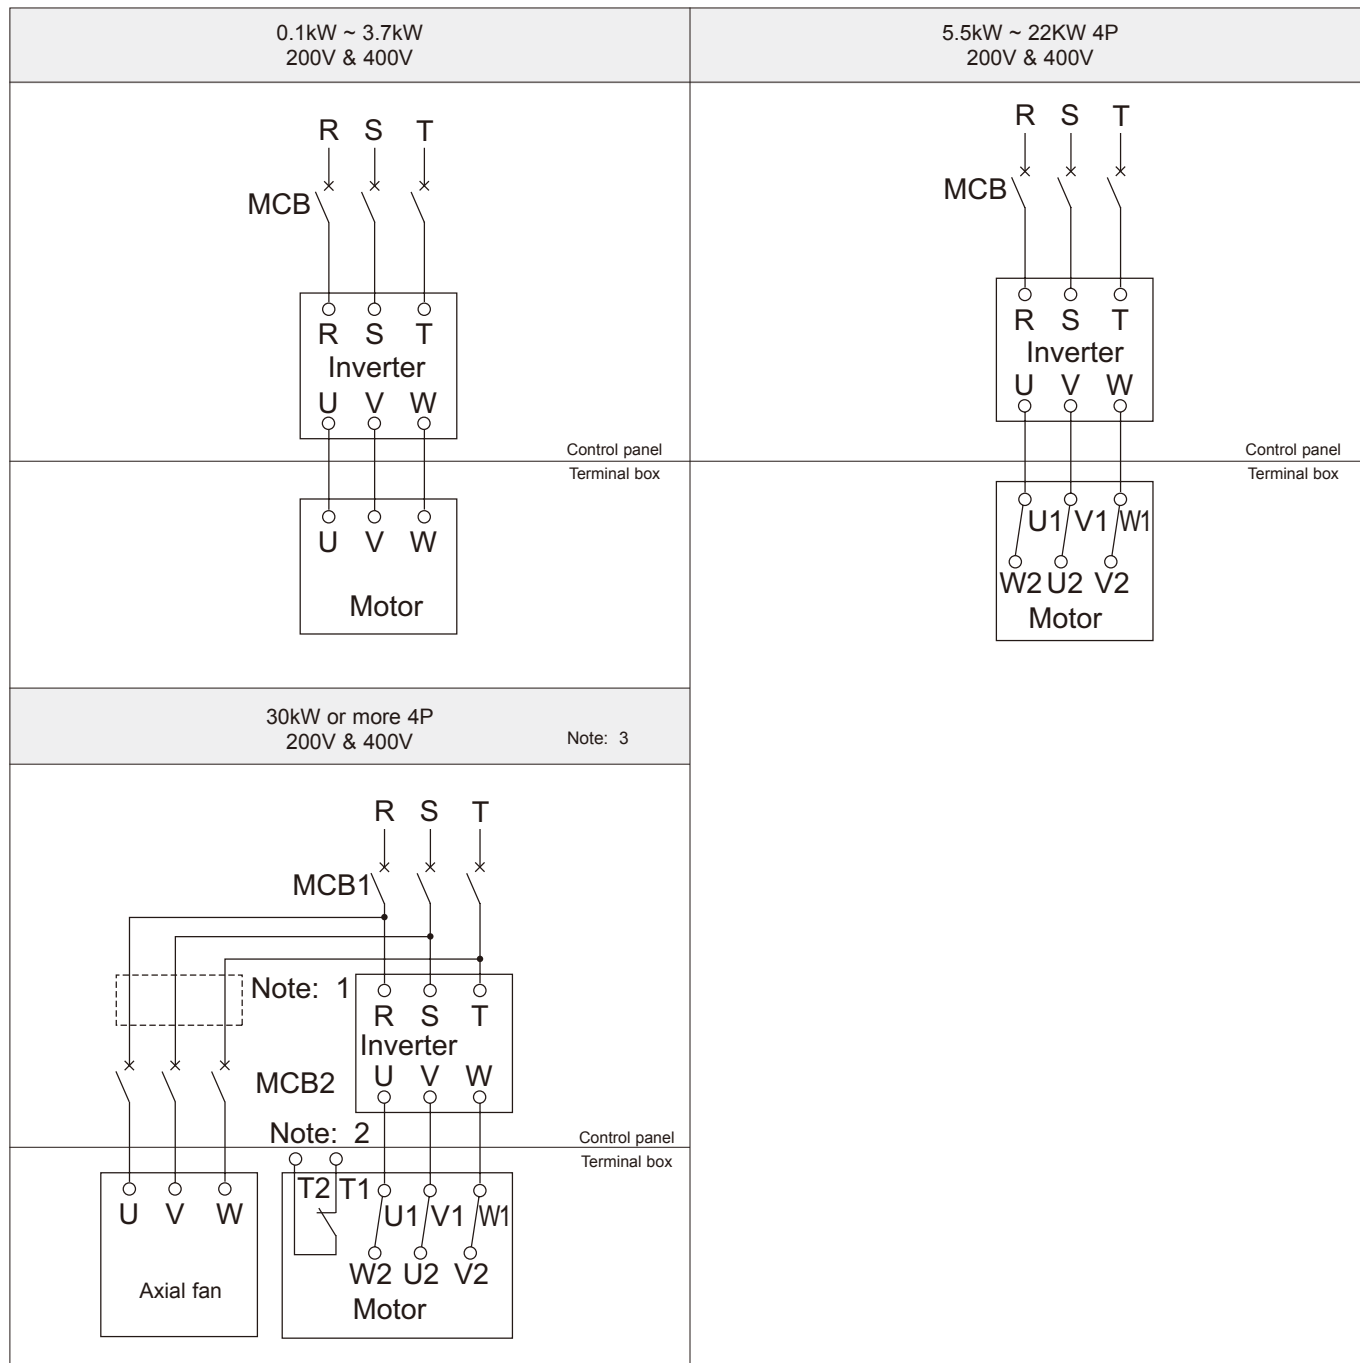 0.1kW ~ 3.7kW
200V & 400V
R S T
MCB
R S T
Inverter
U V W
Control panel
Terminal box
U V W
Motor
5.5kW ~ 22KW 4P
200V & 400V
R S T
MCB
R S T
Inverter
U V W
Control panel
Terminal box
U1 V1 W1
W2 U2 V2
Motor
30kW or more 4P
200V & 400V
Note: 3
R S T
MCB1
Note: 1
R S T
Inverter
U V W
MCB2
Note: 2
Control panel
Terminal box
T2 T1
U V W
U1 V1 W1
W2 U2 V2
Axial fan
Motor